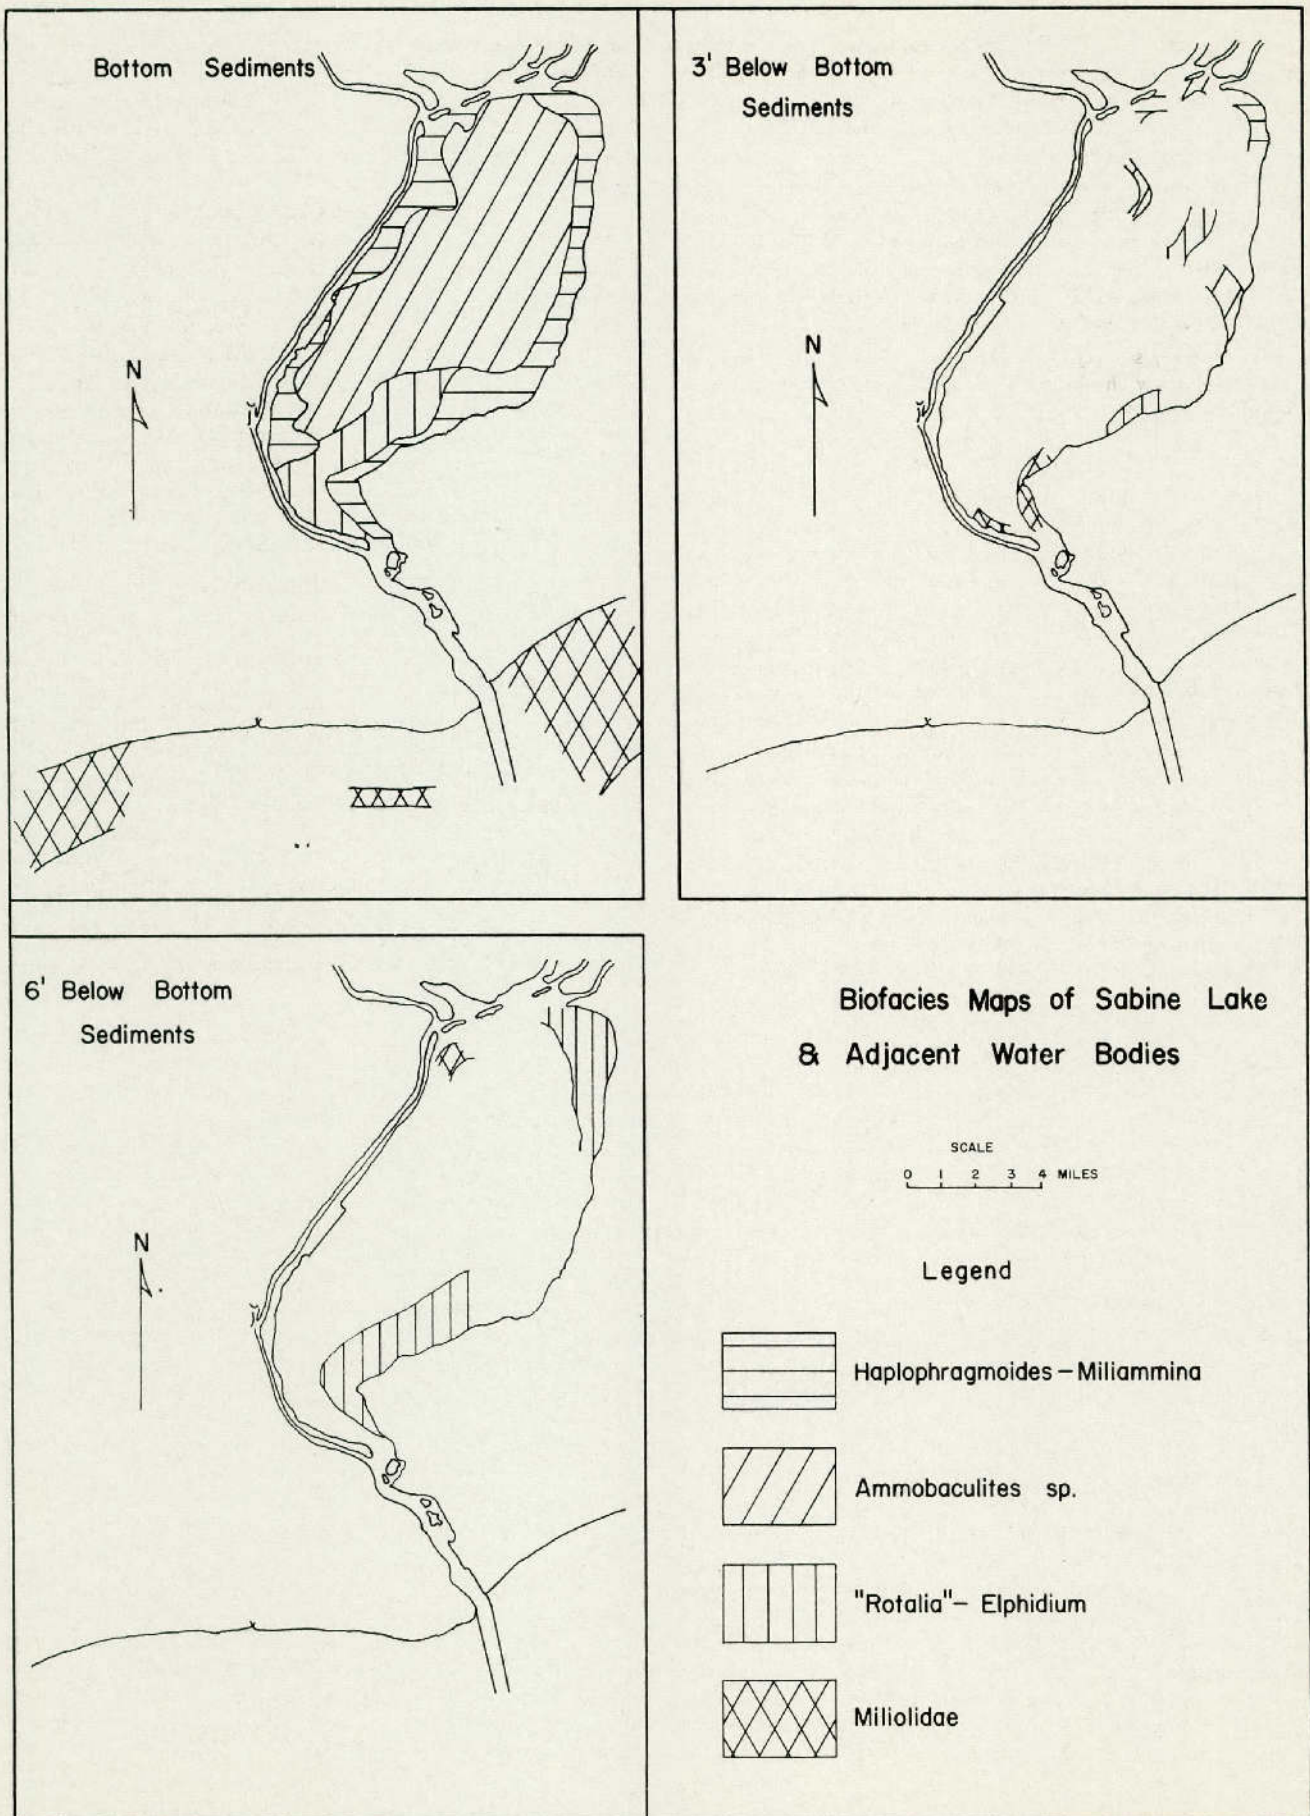 Bottom Sediments
N
3' Below Bottom
Sediments
N
6' Below Bottom
Sediments
N
Biofacies Maps of Sabine Lake
& Adjacent Water Bodies
SCALE
0 1 2 3 4 MILES
Legend
Haplophragmoides – Miliammina
Ammobaculites sp.
"Rotalia" – Elphidium
Miliolidae